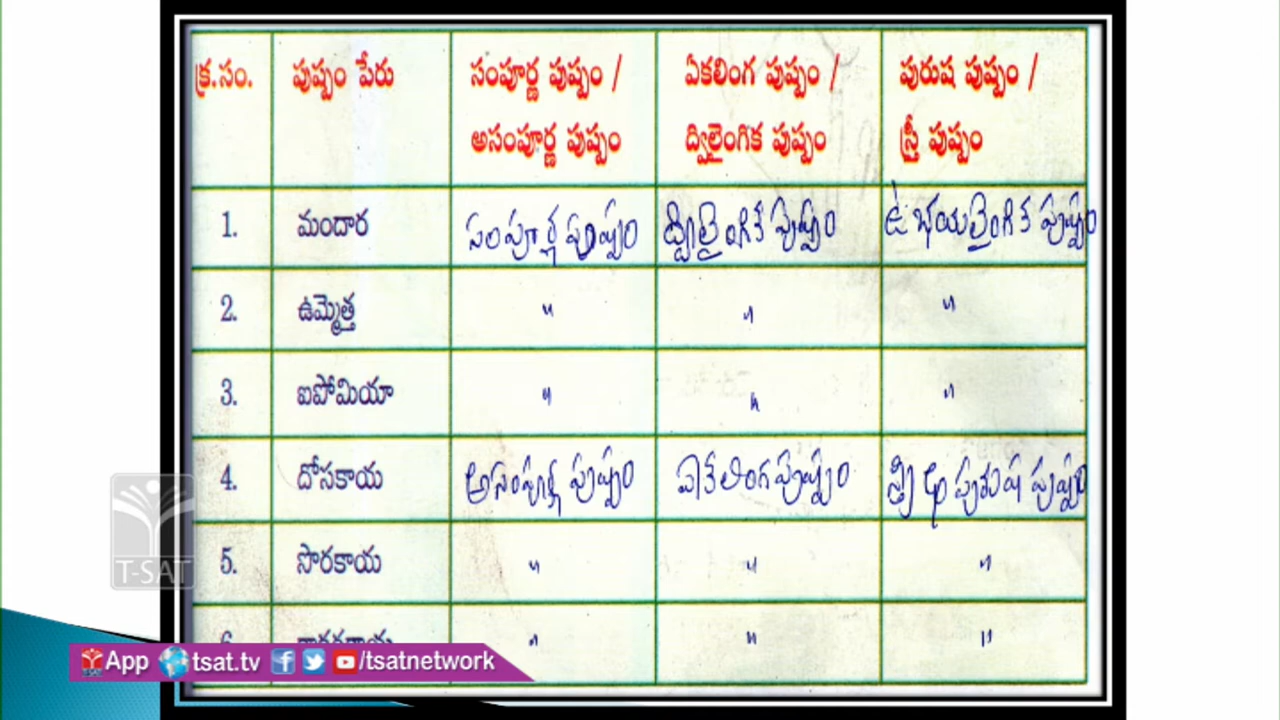 క్ర.సం. పుష్పం పేరు సంపూర్ణ పుష్పం / ఏకలింగ పుష్పం / పురుష పుష్పం /
అసంపూర్ణ పుష్పం ద్విలైంగిక పుష్పం స్త్రీ పుష్పం
1. మందార సంపూర్ణ పుష్పం ద్విలైంగిక పుష్పం ఉభయలైంగిక పుష్పం
2. ఉమ్మెత్త " " "
3. ఐపోమియా " " "
4. దోసకాయ అసంపూర్ణ పుష్పం ఏకలింగ పుష్పం స్త్రీ పురుష పుష్పం
5. సొరకాయ " " "
" " "
T-SAT
App tsat.tv /tsatnetwork